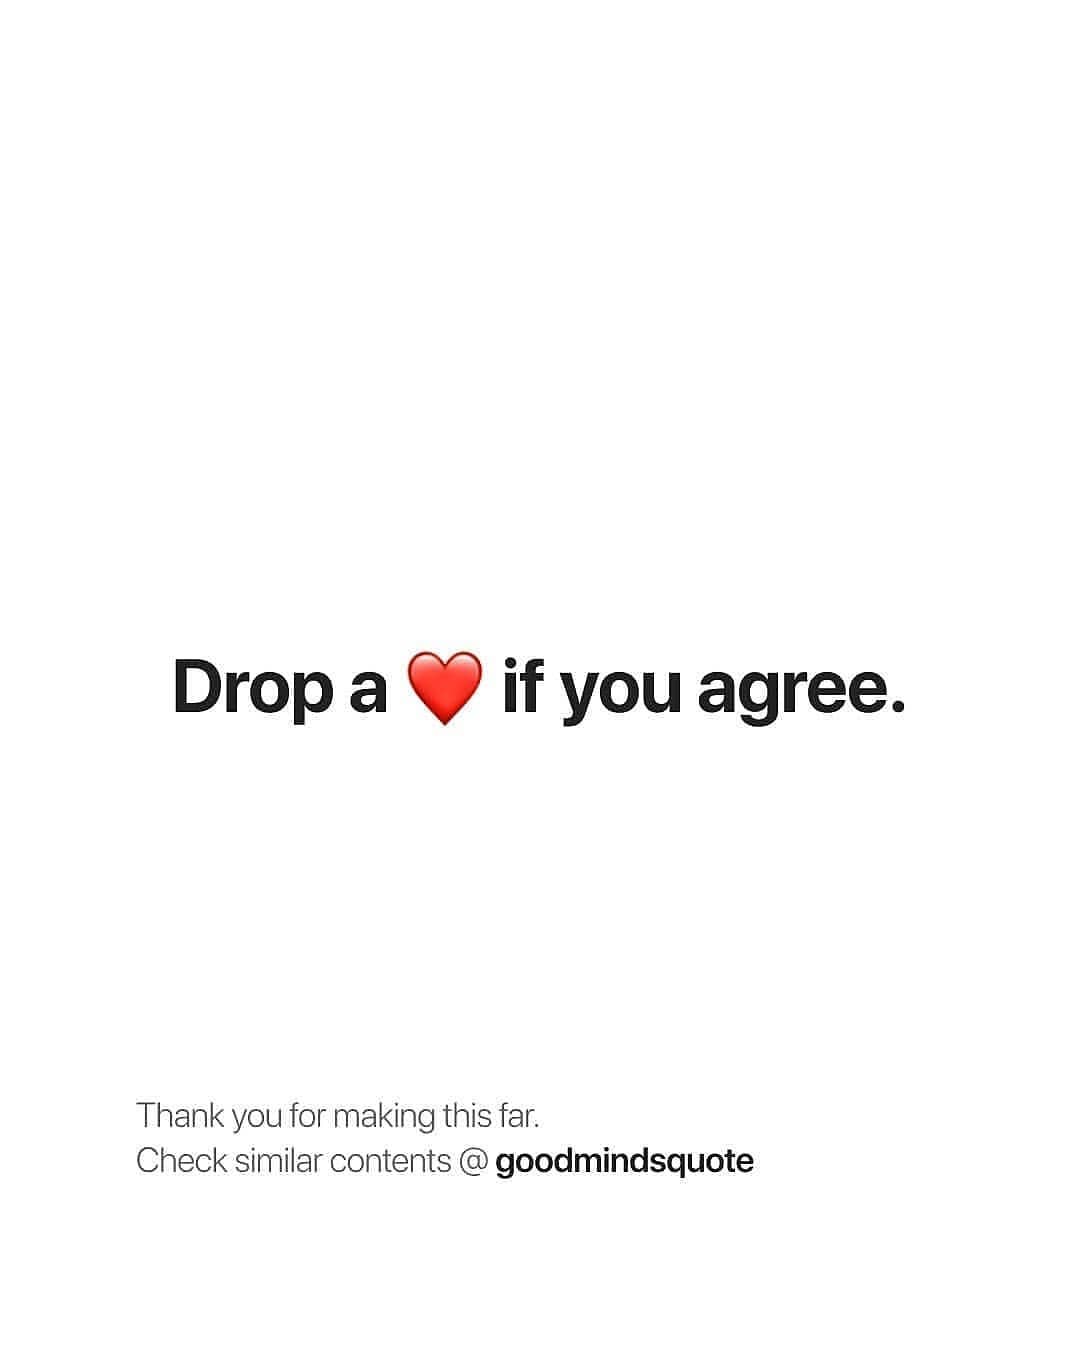 Drop a ❤️ if you agree.
Thank you for making this far.
Check similar contents @ goodmindsquote